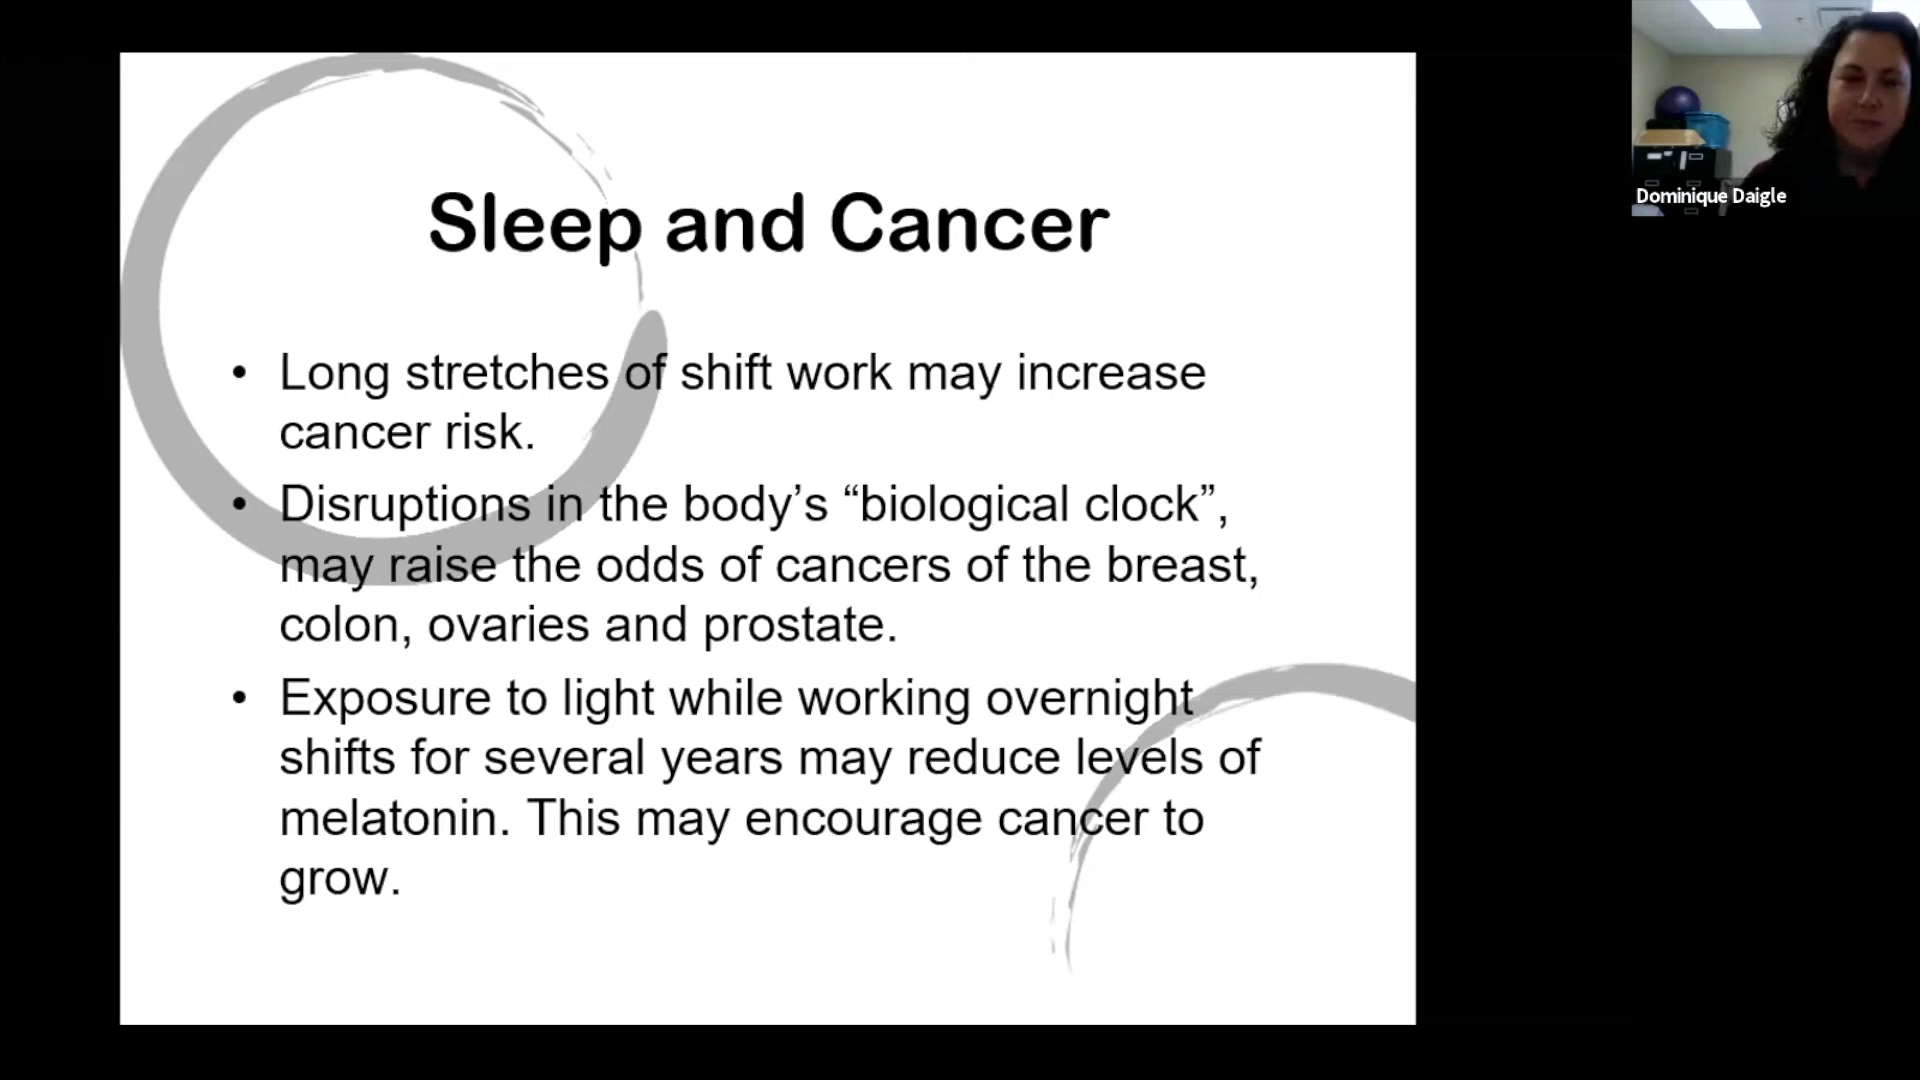 Sleep and Cancer
• Long stretches of shift work may increase
cancer risk.
• Disruptions in the body’s “biological clock”,
may raise the odds of cancers of the breast,
colon, ovaries and prostate.
• Exposure to light while working overnight
shifts for several years may reduce levels of
melatonin. This may encourage cancer to
grow.
Dominique Daigle